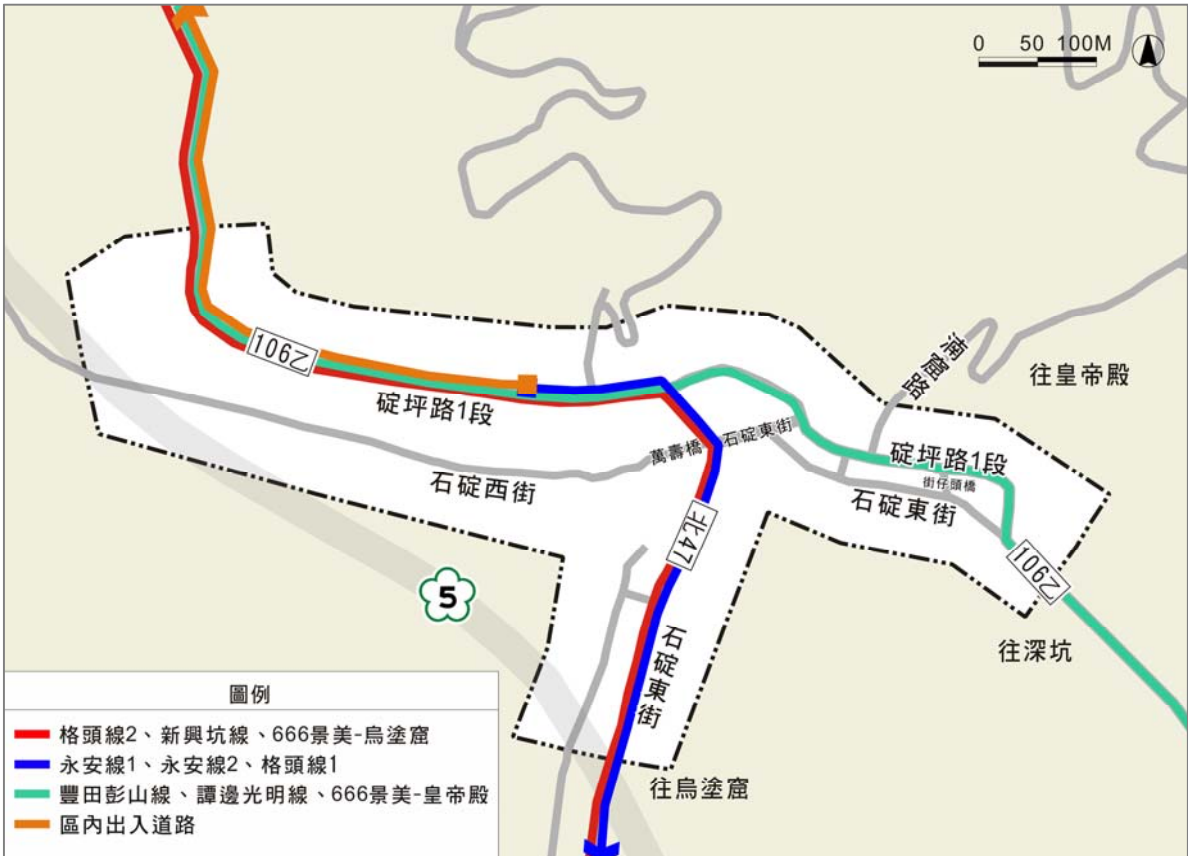 0 50 100M
106乙
碇坪路1段
石碇西街
萬壽橋
石碇東街
湳窟路
往皇帝殿
碇坪路1段
街仔頭橋
石碇東街
北47
106乙
5
石碇東街
往深坑
往烏塗窟
圖例
格頭線2、新興坑線、666景美-烏塗窟
永安線1、永安線2、格頭線1
豐田彭山線、譚邊光明線、666景美-皇帝殿
區內出入道路